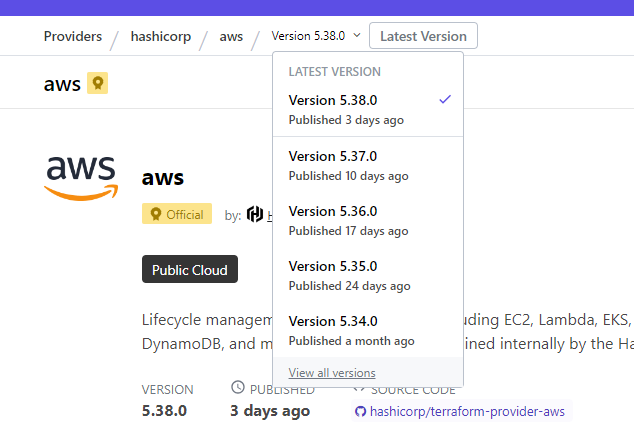 Providers / hashicorp / aws / Version 5.38.0 Latest Version
aws
LATEST VERSION
Version 5.38.0
Published 3 days ago
Version 5.37.0
Published 10 days ago
Version 5.36.0
Published 17 days ago
Version 5.35.0
Published 24 days ago
Version 5.34.0
Published a month ago
View all versions
aws
aws
Official by: H
Public Cloud
Lifecycle managem uding EC2, Lambda, EKS,
DynamoDB, and m ined internally by the Ha
VERSION PUBLISHED SOURCE CODE
5.38.0 3 days ago hashicorp/terraform-provider-aws